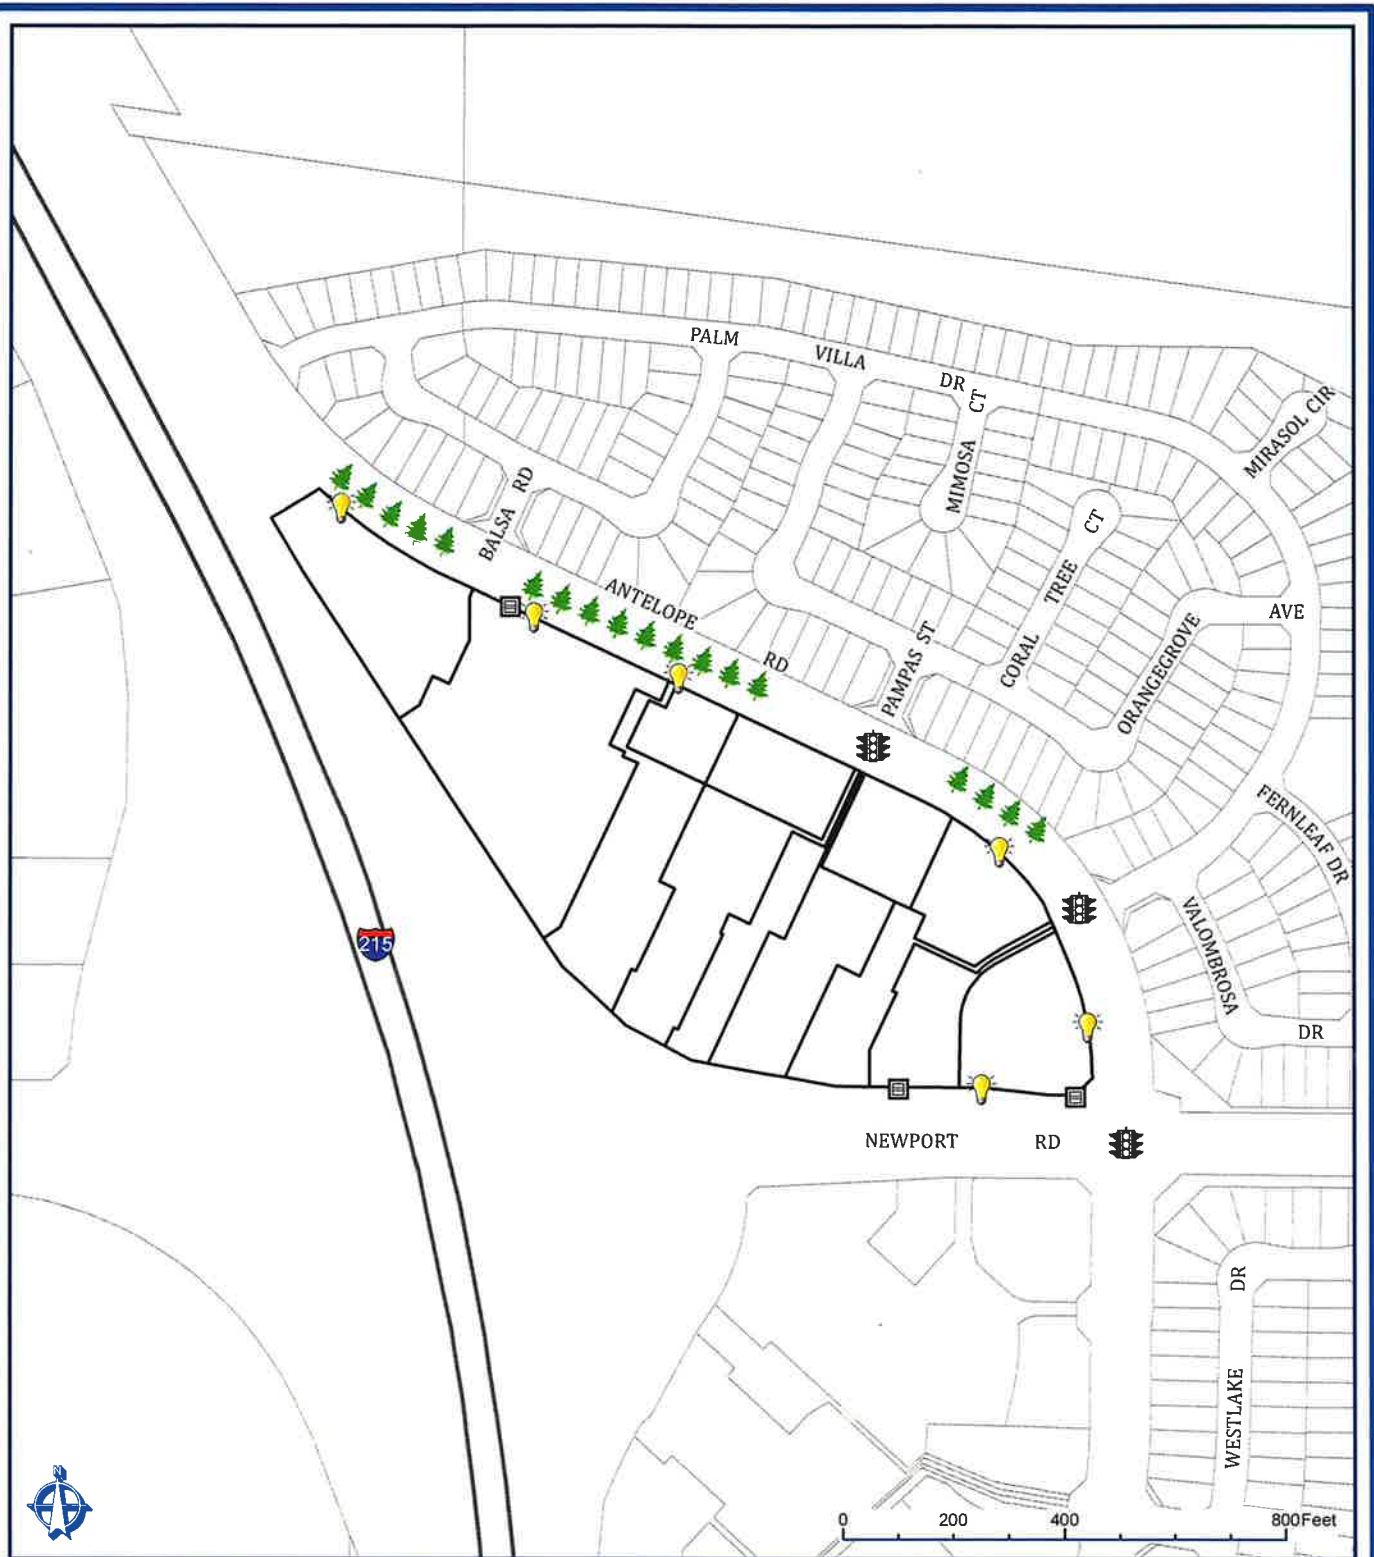 PALM
VILLA
DR
CT
MIMOSA
MIRASOL CIR
BALSA RD
CT
TREE
CORAL
ANTELOPE
RD
PAMPAS ST
ORANGEGROVE
AVE
FERNLEAF DR
VALOMBROSA
DR
215
NEWPORT RD
DR
WESTLAKE
N
0 200 400 800Feet